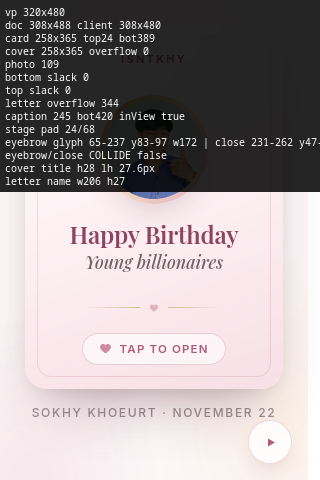 vp 320x480
doc 308x488 client 308x480
card 258x365 top24 bot389
cover 258x365 overflow 0
photo 109
bottom slack 0
top slack 0
letter overflow 344
caption 245 bot420 inView true
stage pad 24/68
eyebrow glyph 65-237 y83-97 w172 | close 231-262 y47-
eyebrow/close COLLIDE false
cover title h28 lh 27.6px
letter name w206 h27
ISNTKHY
Happy Birthday
Young billionaires
TAP TO OPEN
SOKHY KHOEURT · NOVEMBER 22